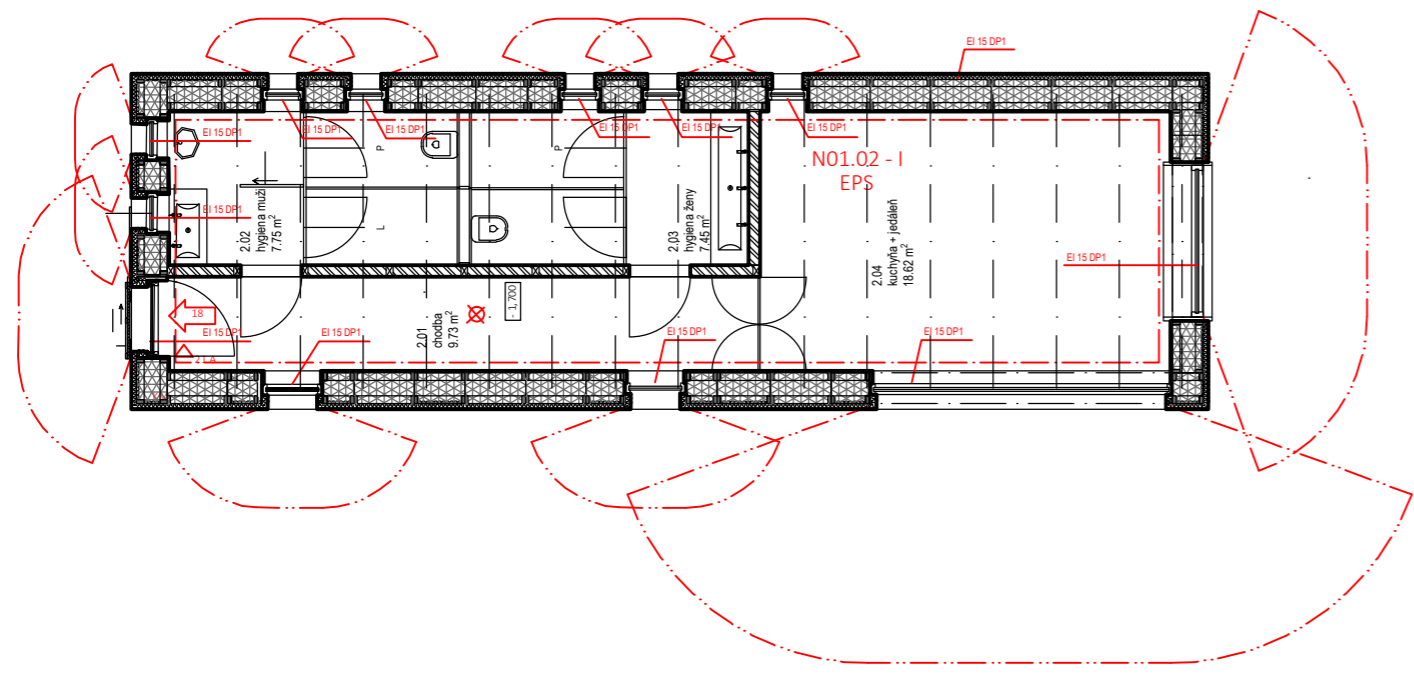 EI 15 DP1
EI 15 DP1
EI 15 DP1
EI 15 DP1
EI 15 DP1
EI 15 DP1
EI 15 DP1
N01.02 - I
EPS
P
P
L
EI 15 DP1
2.02
hygiena muži
7.75 m²
2.03
hygiena ženy
7.45 m²
2.04
kuchyňa + jedáleň
18.62 m²
EI 15 DP1
18
- 1,700
2.01
chodba
9.73 m²
EI 15 DP1
EI 15 DP1
EI 15 DP1
EI 15 DP1